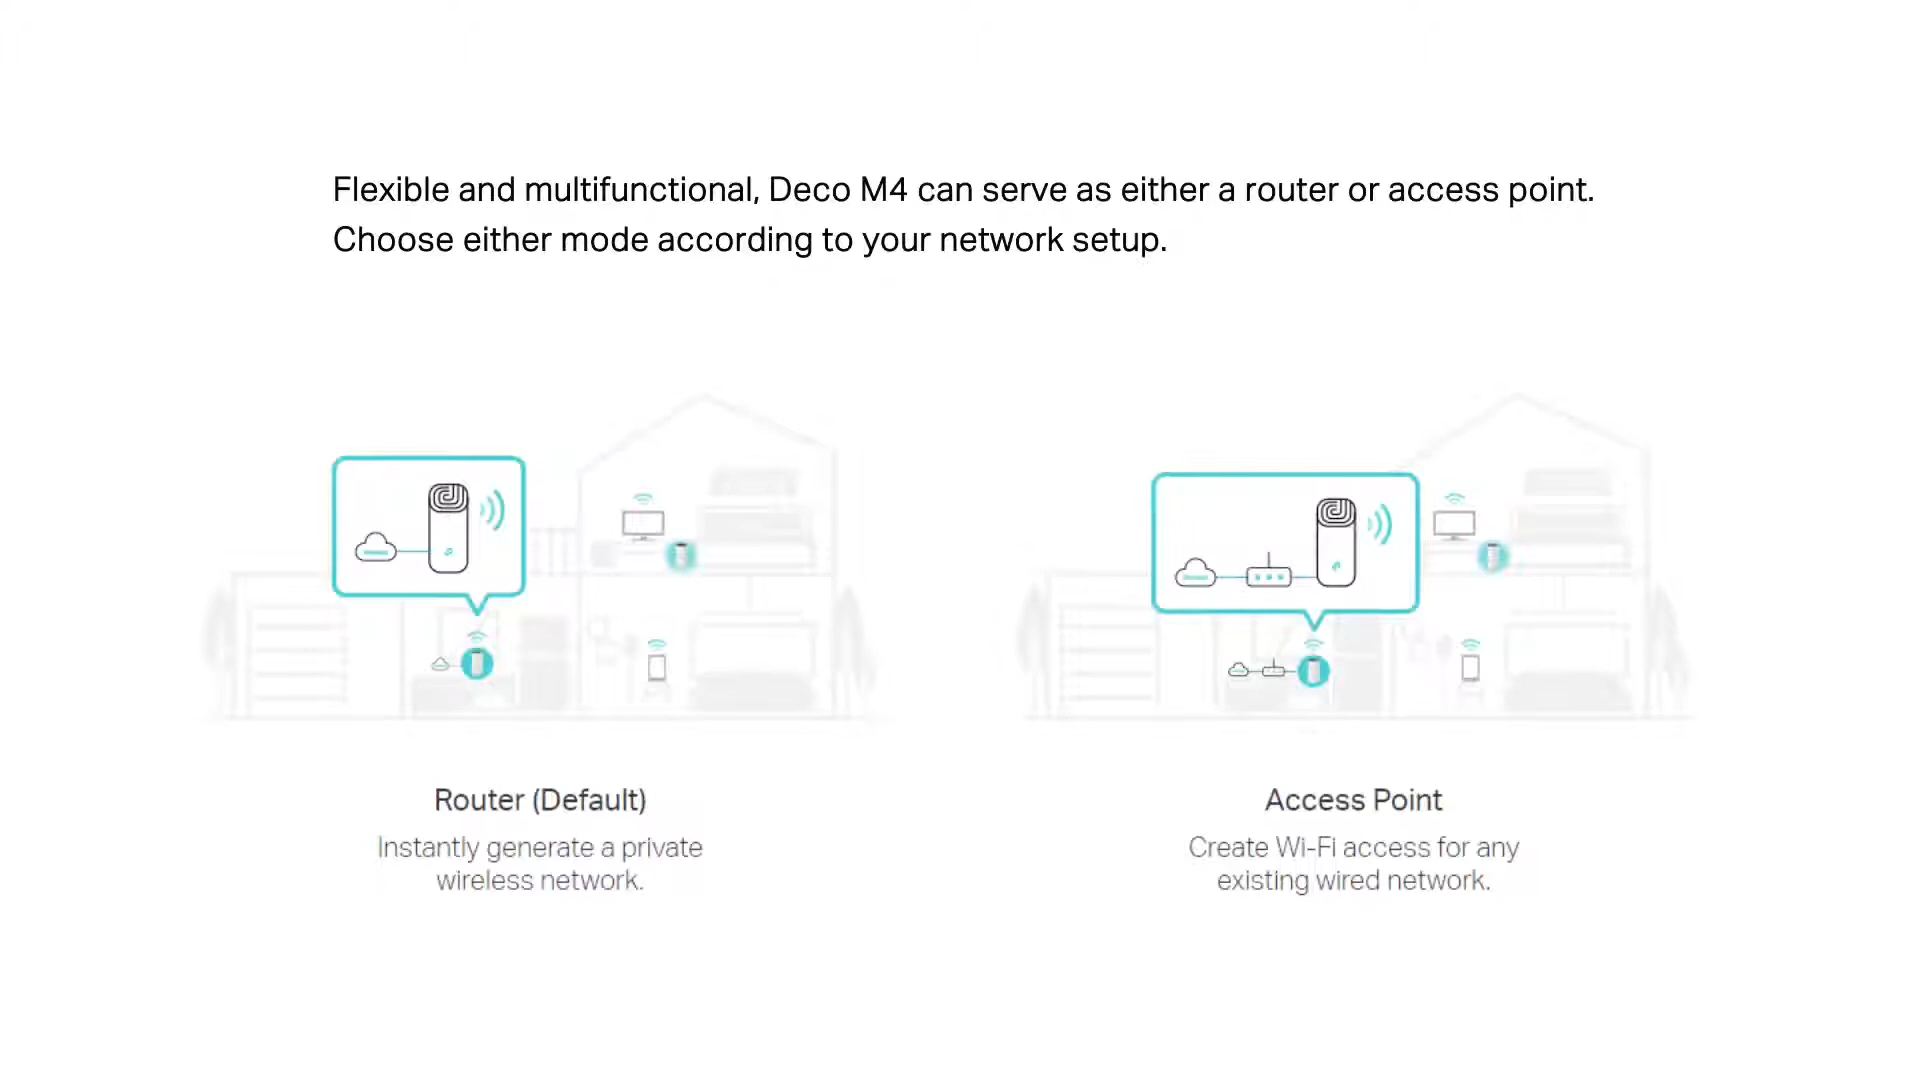 Flexible and multifunctional, Deco M4 can serve as either a router or access point.
Choose either mode according to your network setup.
Router (Default)
Instantly generate a private
wireless network.
Access Point
Create Wi-Fi access for any
existing wired network.